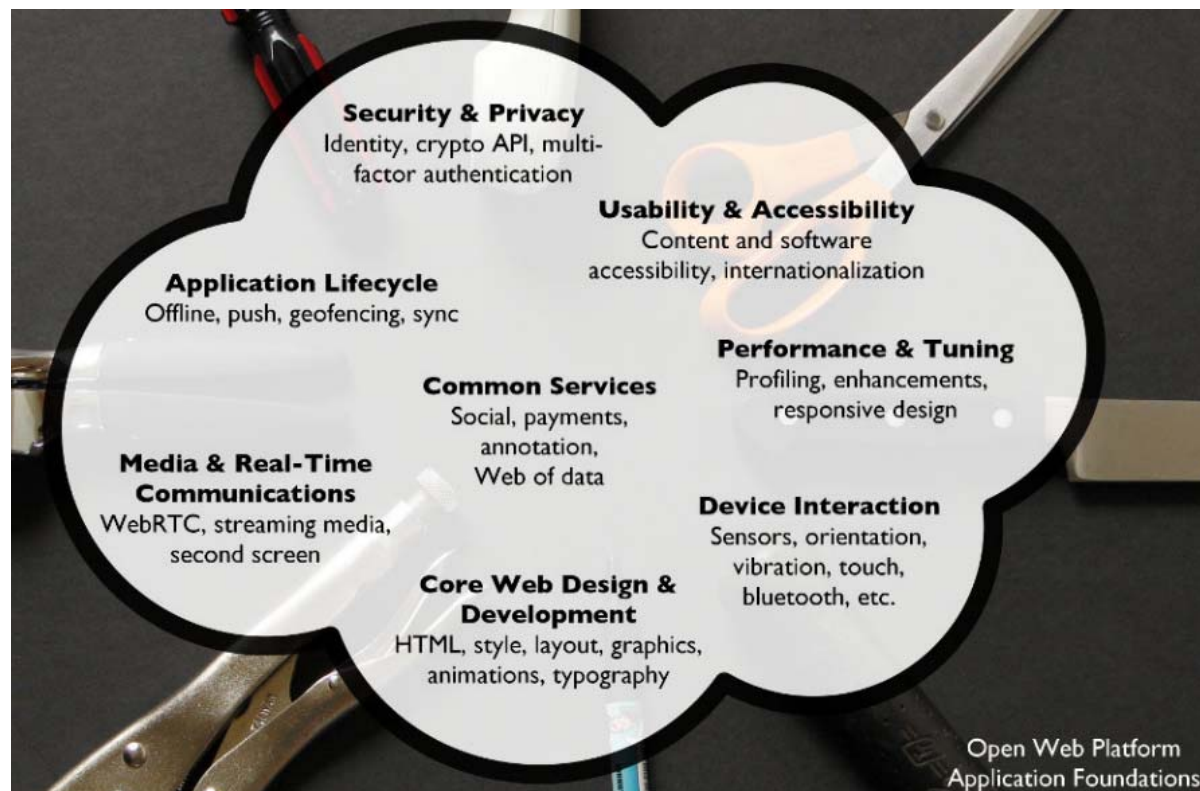 Security & Privacy
Identity, crypto API, multi-
factor authentication
Usability & Accessibility
Content and software
accessibility, internationalization
Application Lifecycle
Offline, push, geofencing, sync
Performance & Tuning
Profiling, enhancements,
responsive design
Common Services
Social, payments,
annotation,
Web of data
Media & Real-Time
Communications
WebRTC, streaming media,
second screen
Device Interaction
Sensors, orientation,
vibration, touch,
bluetooth, etc.
Core Web Design &
Development
HTML, style, layout, graphics,
animations, typography
Open Web Platform
Application Foundations